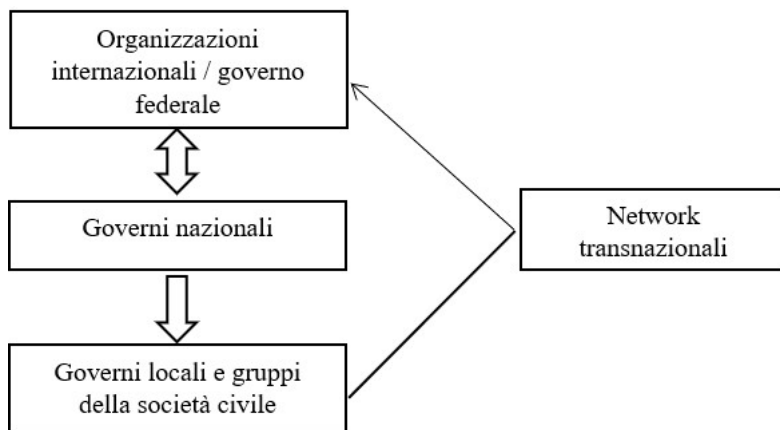 Organizzazioni
internazionali / governo
federale
Governi nazionali
Network
transnazionali
Governi locali e gruppi
della società civile